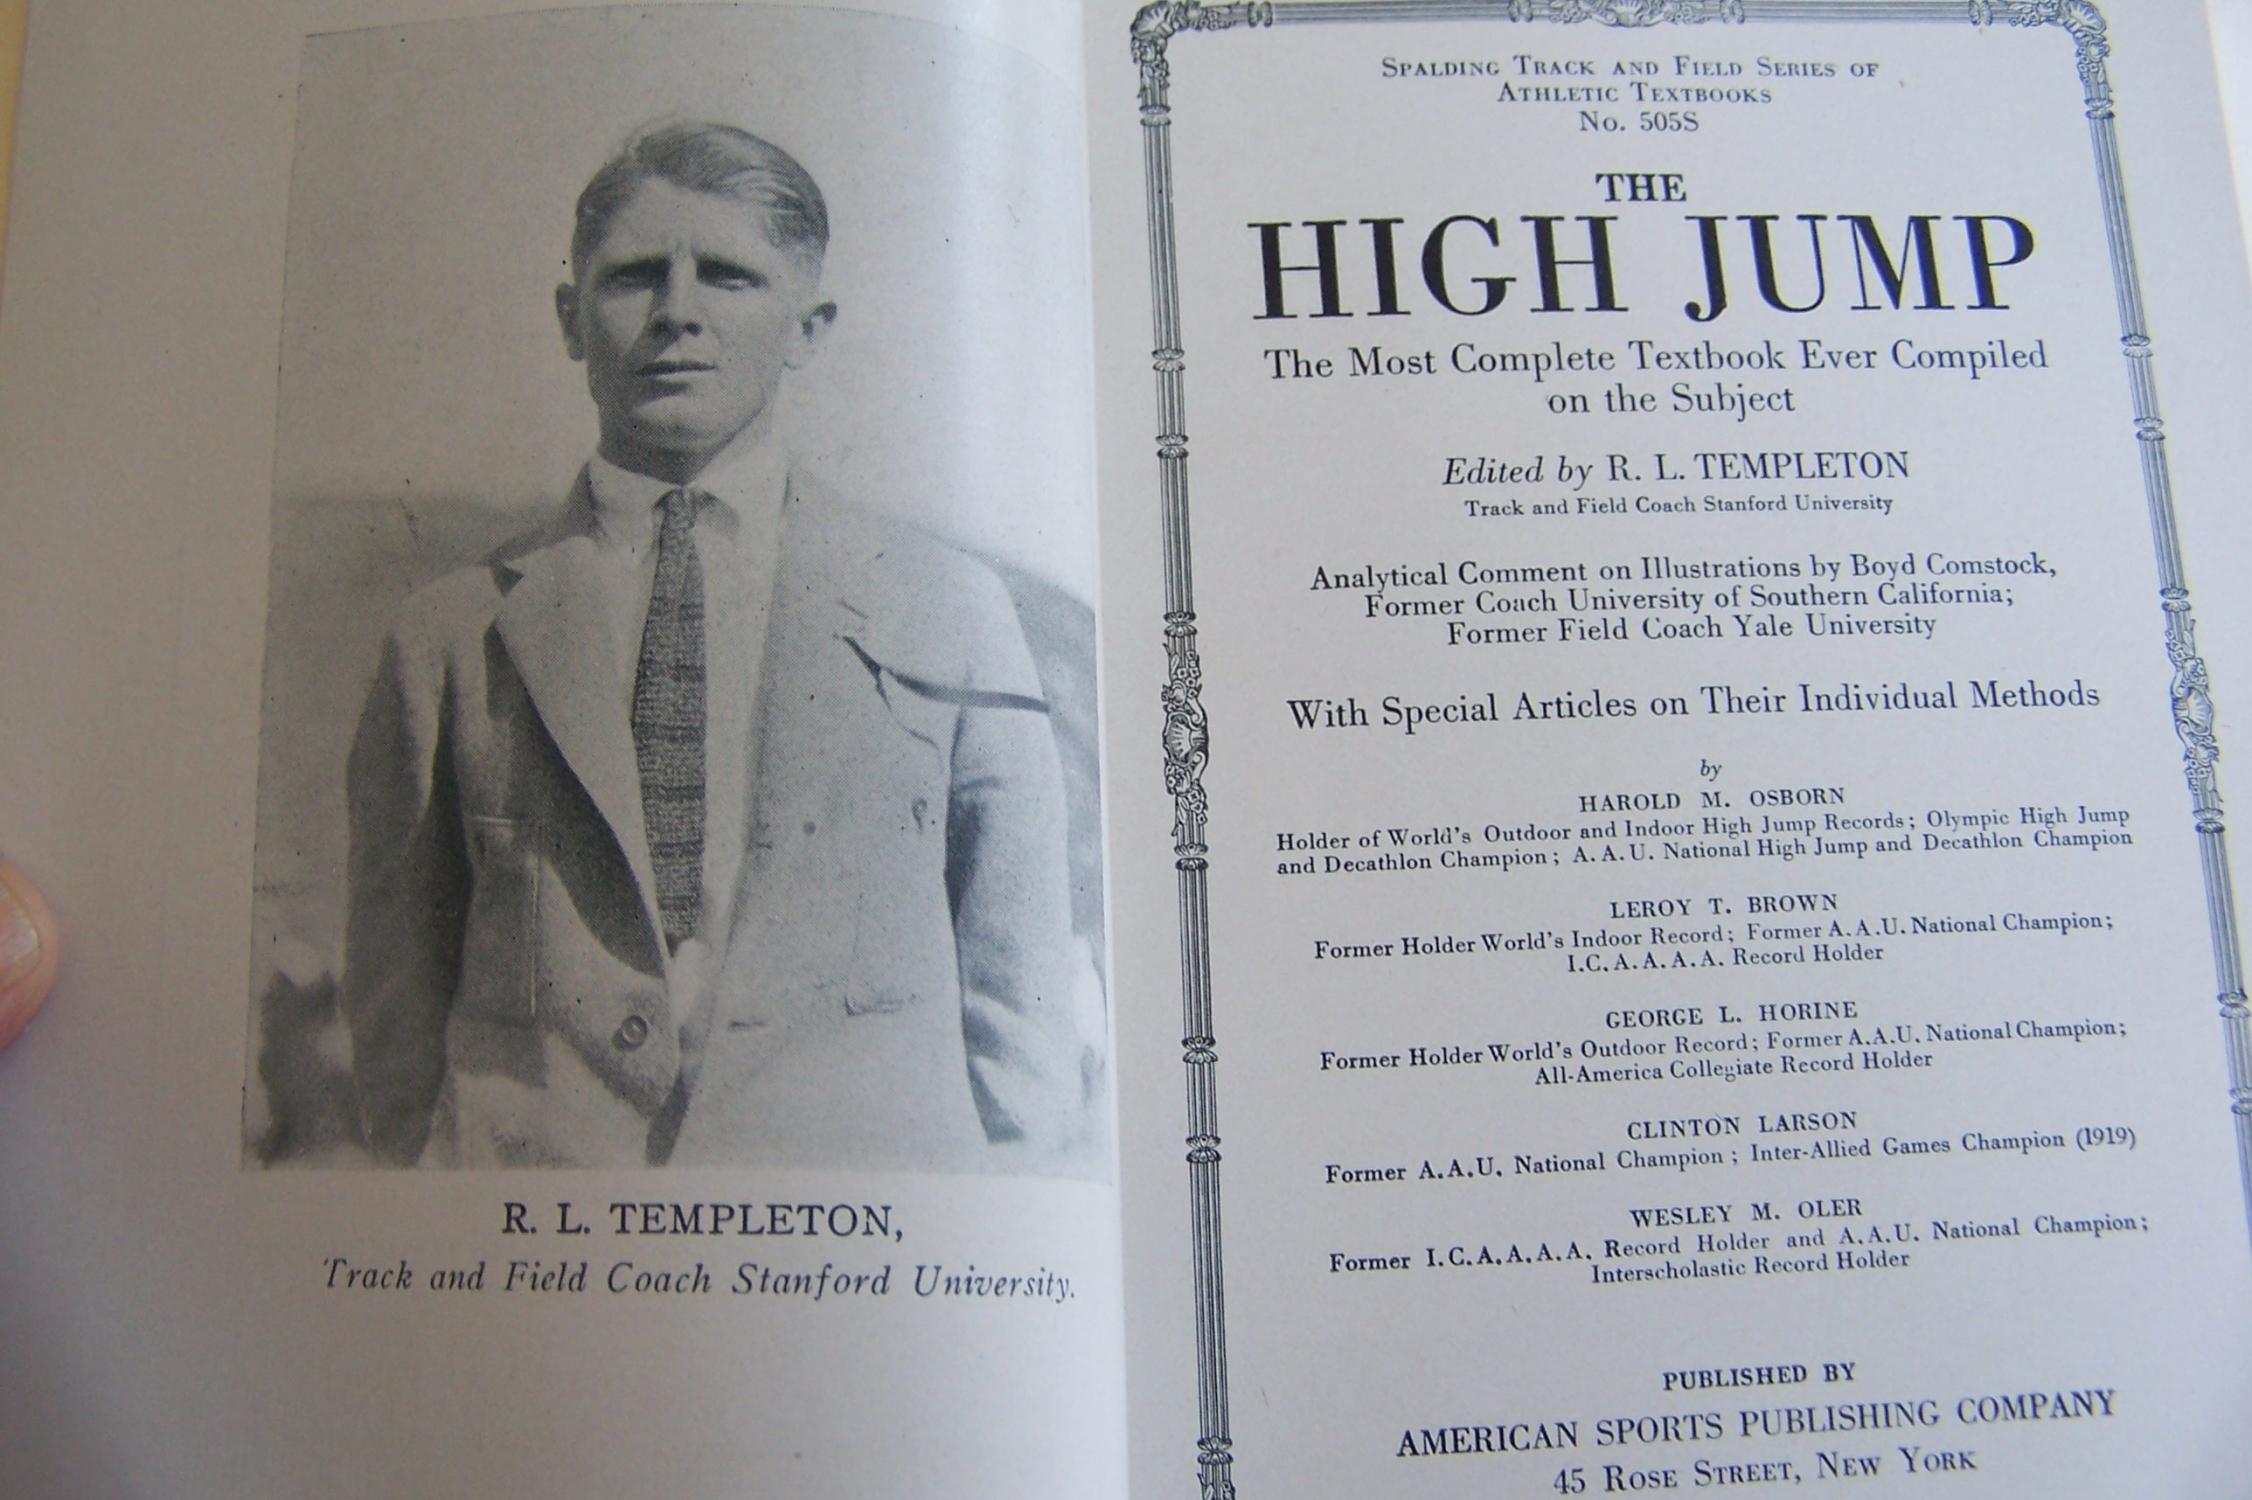 R. L. TEMPLETON,
Track and Field Coach Stanford University.
SPALDING TRACK AND FIELD SERIES OF
ATHLETIC TEXTBOOKS
No. 505S
THE
HIGH JUMP
The Most Complete Textbook Ever Compiled
on the Subject
Edited by R. L. TEMPLETON
Track and Field Coach Stanford University
Analytical Comment on Illustrations by Boyd Comstock,
Former Coach University of Southern California;
Former Field Coach Yale University
With Special Articles on Their Individual Methods
by
HAROLD M. OSBORN
Holder of World's Outdoor and Indoor High Jump Records; Olympic High Jump
and Decathlon Champion; A. A. U. National High Jump and Decathlon Champion
LEROY T. BROWN
Former Holder World's Indoor Record; Former A. A. U. National Champion;
I. C. A. A. A. A. Record Holder
GEORGE L. HORINE
Former Holder World's Outdoor Record; Former A.A.U. National Champion;
All-America Collegiate Record Holder
CLINTON LARSON
Former A.A.U. National Champion; Inter-Allied Games Champion (1919)
WESLEY M. OLER
Former I. C. A. A. A. A. Record Holder and A.A.U. National Champion;
Interscholastic Record Holder
PUBLISHED BY
AMERICAN SPORTS PUBLISHING COMPANY
45 ROSE STREET, NEW YORK